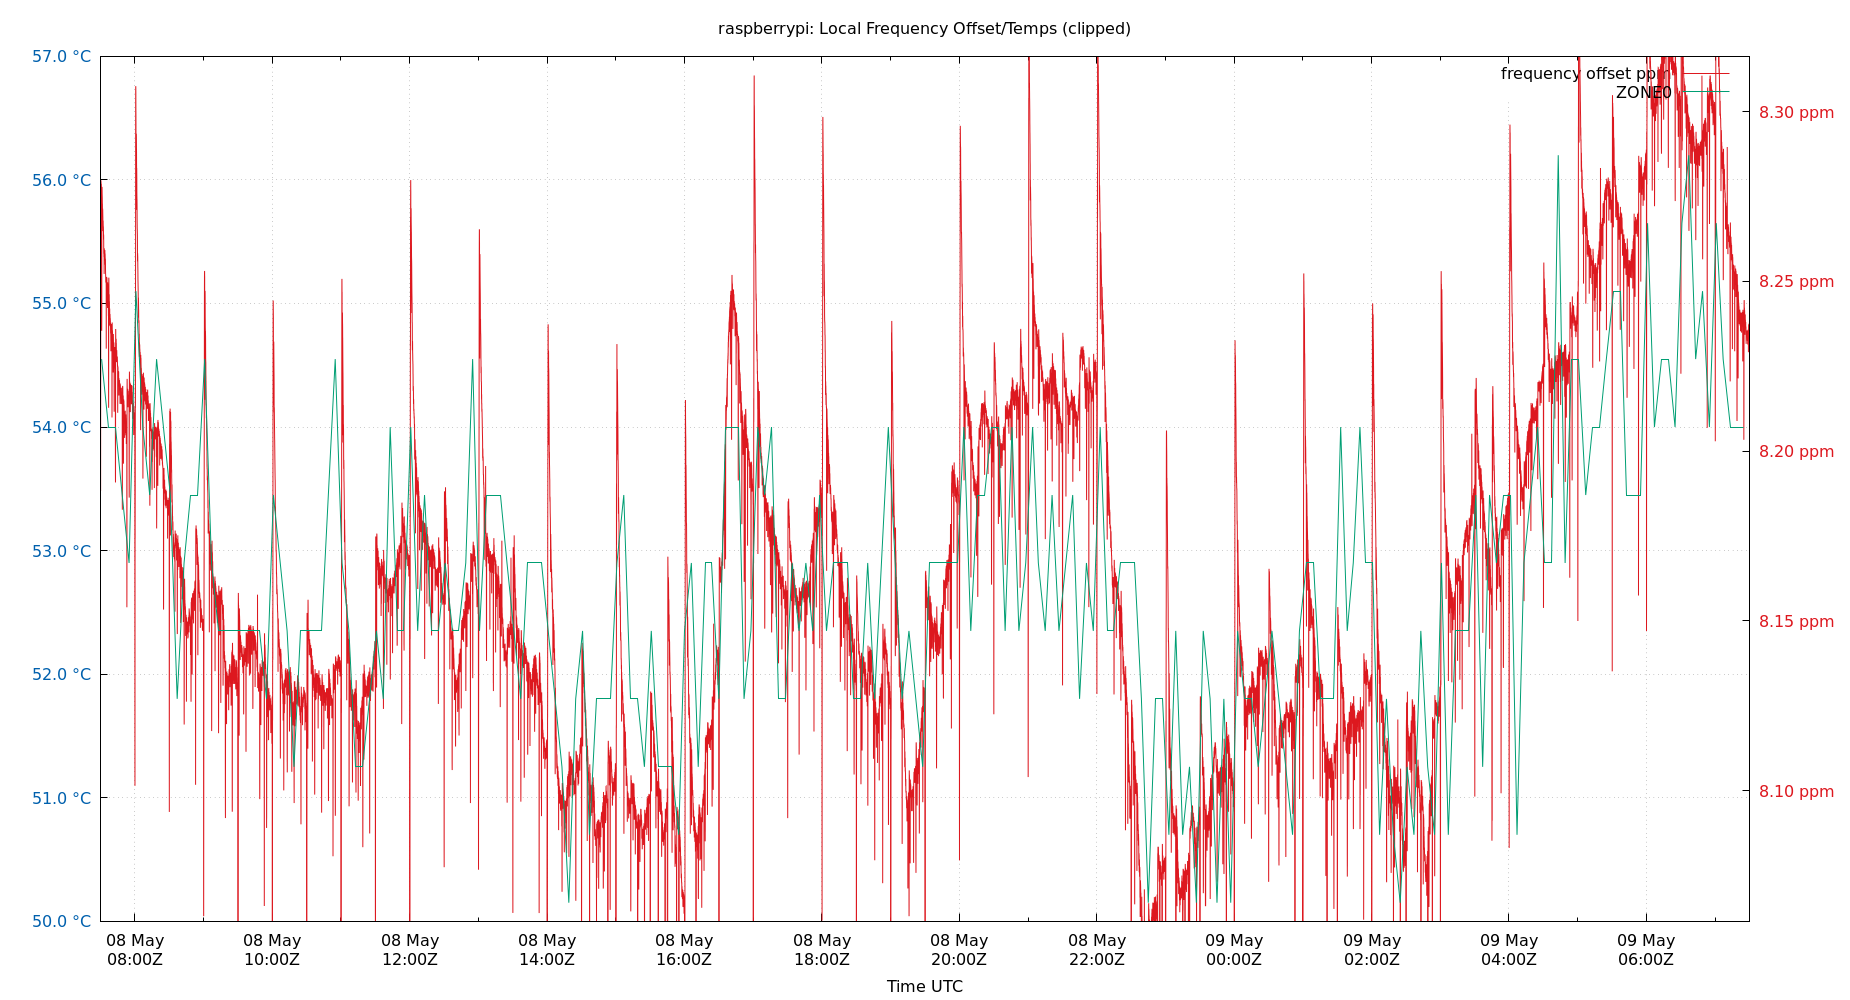 raspberrypi: Local Frequency Offset/Temps (clipped)
57.0 °C
56.0 °C
55.0 °C
54.0 °C
53.0 °C
52.0 °C
51.0 °C
50.0 °C
frequency offset ppm
ZONE0
8.30 ppm
8.25 ppm
8.20 ppm
8.15 ppm
8.10 ppm
08 May 08 May 08 May 08 May 08 May 08 May 08 May 08 May 09 May 09 May 09 May 09 May
08:00Z 10:00Z 12:00Z 14:00Z 16:00Z 18:00Z 20:00Z 22:00Z 00:00Z 02:00Z 04:00Z 06:00Z
Time UTC